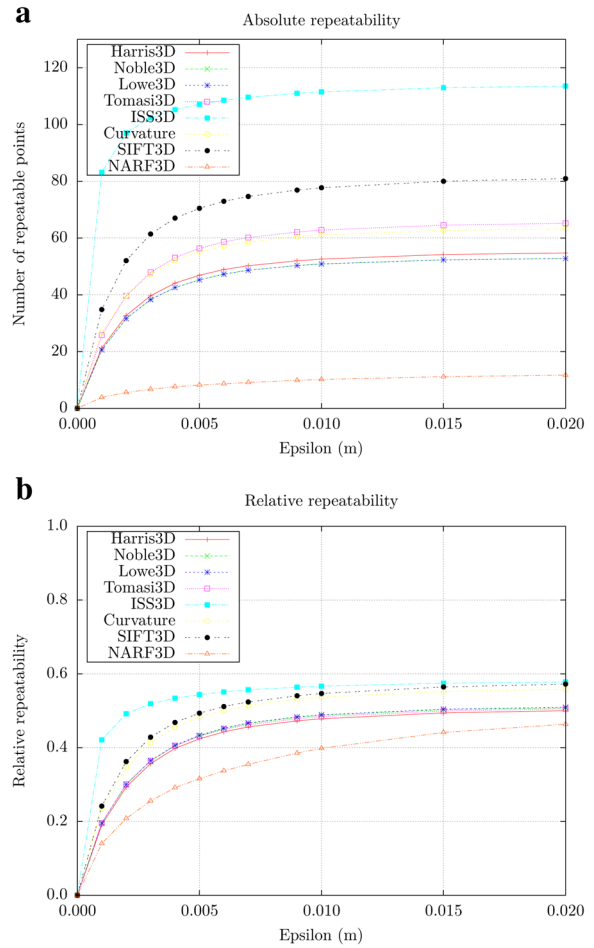 a
Absolute repeatability
Number of repeatable points
120
100
80
60
40
20
0
Harris3D
Noble3D
Lowe3D
Tomasi3D
ISS3D
Curvature
SIFT3D
NARF3D
0.000 0.005 0.010 0.015 0.020
Epsilon (m)
b
Relative repeatability
Relative repeatability
1.0
0.8
0.6
0.4
0.2
0.0
Harris3D
Noble3D
Lowe3D
Tomasi3D
ISS3D
Curvature
SIFT3D
NARF3D
0.000 0.005 0.010 0.015 0.020
Epsilon (m)